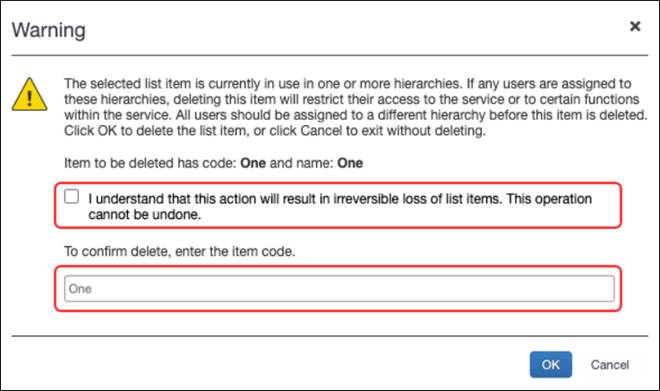 Warning
The selected list item is currently in use in one or more hierarchies. If any users are assigned to
these hierarchies, deleting this item will restrict their access to the service or to certain functions
within the service. All users should be assigned to a different hierarchy before this item is deleted.
Click OK to delete the list item, or click Cancel to exit without deleting.
Item to be deleted has code: One and name: One
I understand that this action will result in irreversible loss of list items. This operation
cannot be undone.
To confirm delete, enter the item code.
One
OK Cancel